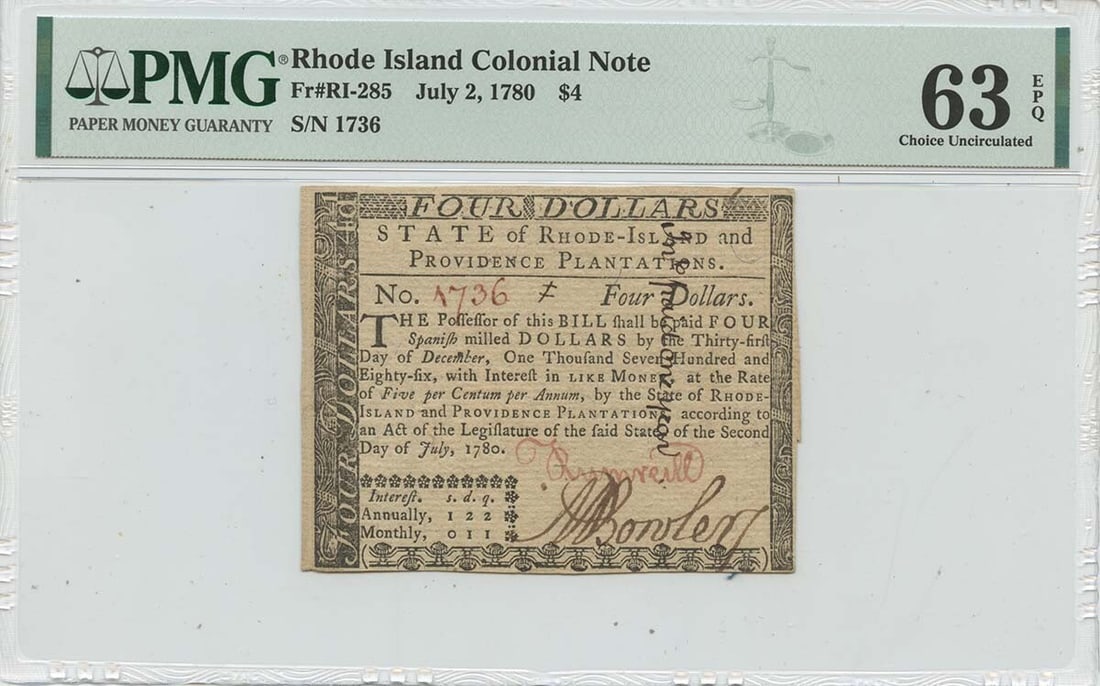 PMG® Rhode Island Colonial Note
Fr#RI-285 July 2, 1780 $4
PAPER MONEY GUARANTY S/N 1736
63 EPQ
Choice Uncirculated
FOUR DOLLARS
FOUR DOLLARS
STATE of RHODE-ISLAND and
PROVIDENCE PLANTATIONS.
No. 1736 Four Dollars.
THE Poſſeſſor of this BILL ſhall be paid FOUR
Spaniſh milled DOLLARS by the Thirty-firſt
Day of December, One Thouſand Seven Hundred and
Eighty-ſix, with Intereſt in LIKE MONEY at the Rate
of Five per Centum per Annum, by the State of RHODE-
ISLAND and PROVIDENCE PLANTATIONS, according to
an Act of the Legiſlature of the ſaid State, of the Second
Day of July, 1780.
Intereſt. s. d. q.
Annually, 1 2 2
Monthly, 0 1 1
Int pd one year
Bowler